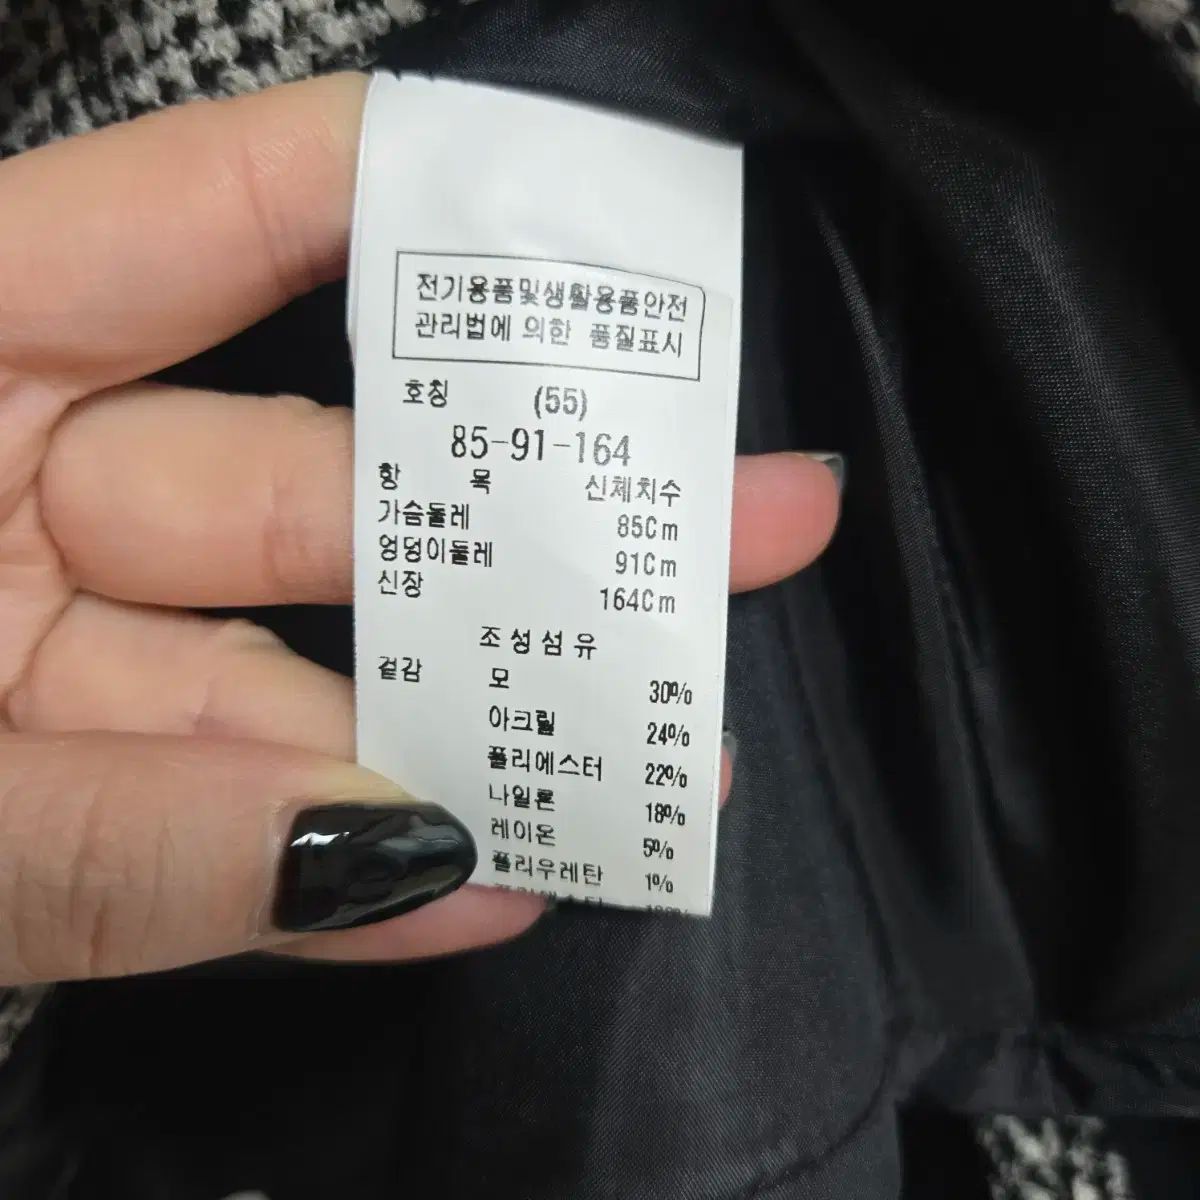 전기용품및생활용품안전
관리법에 의한 품질표시
호칭 (55)
85-91-164
항 목 신체치수
가슴둘레 85Cm
엉덩이둘레 91Cm
신장 164Cm
조성섬유
겉감 모 30%
아크릴 24%
폴리에스터 22%
나일론 18%
레이온 5%
폴리우레탄 1%